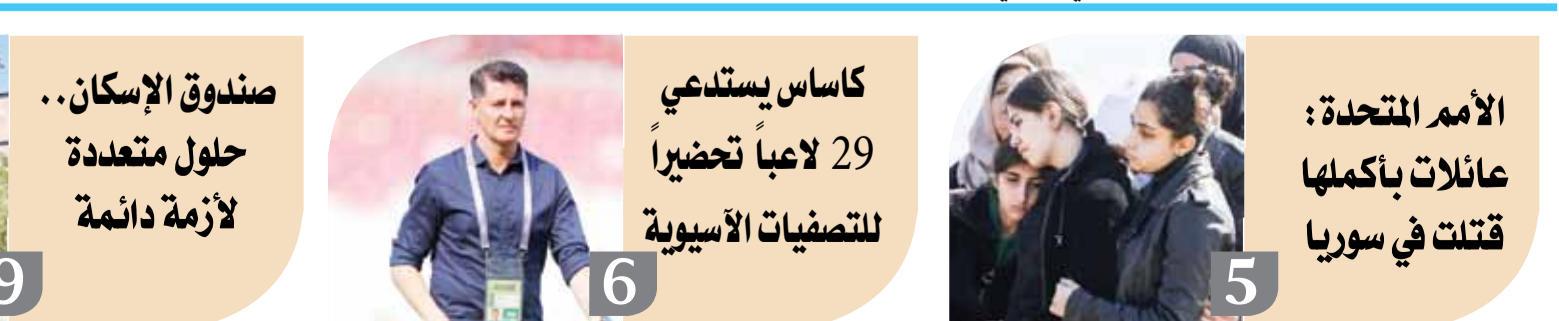 الأمم المتحدة:
عائلات بأكملها
قتلت في سوريا
5
كاساس يستدعي
29 لاعباً تحضيراً
للتصفيات الآسيوية
6
صندوق الإسكان..
حلول متعددة
لأزمة دائمة
9